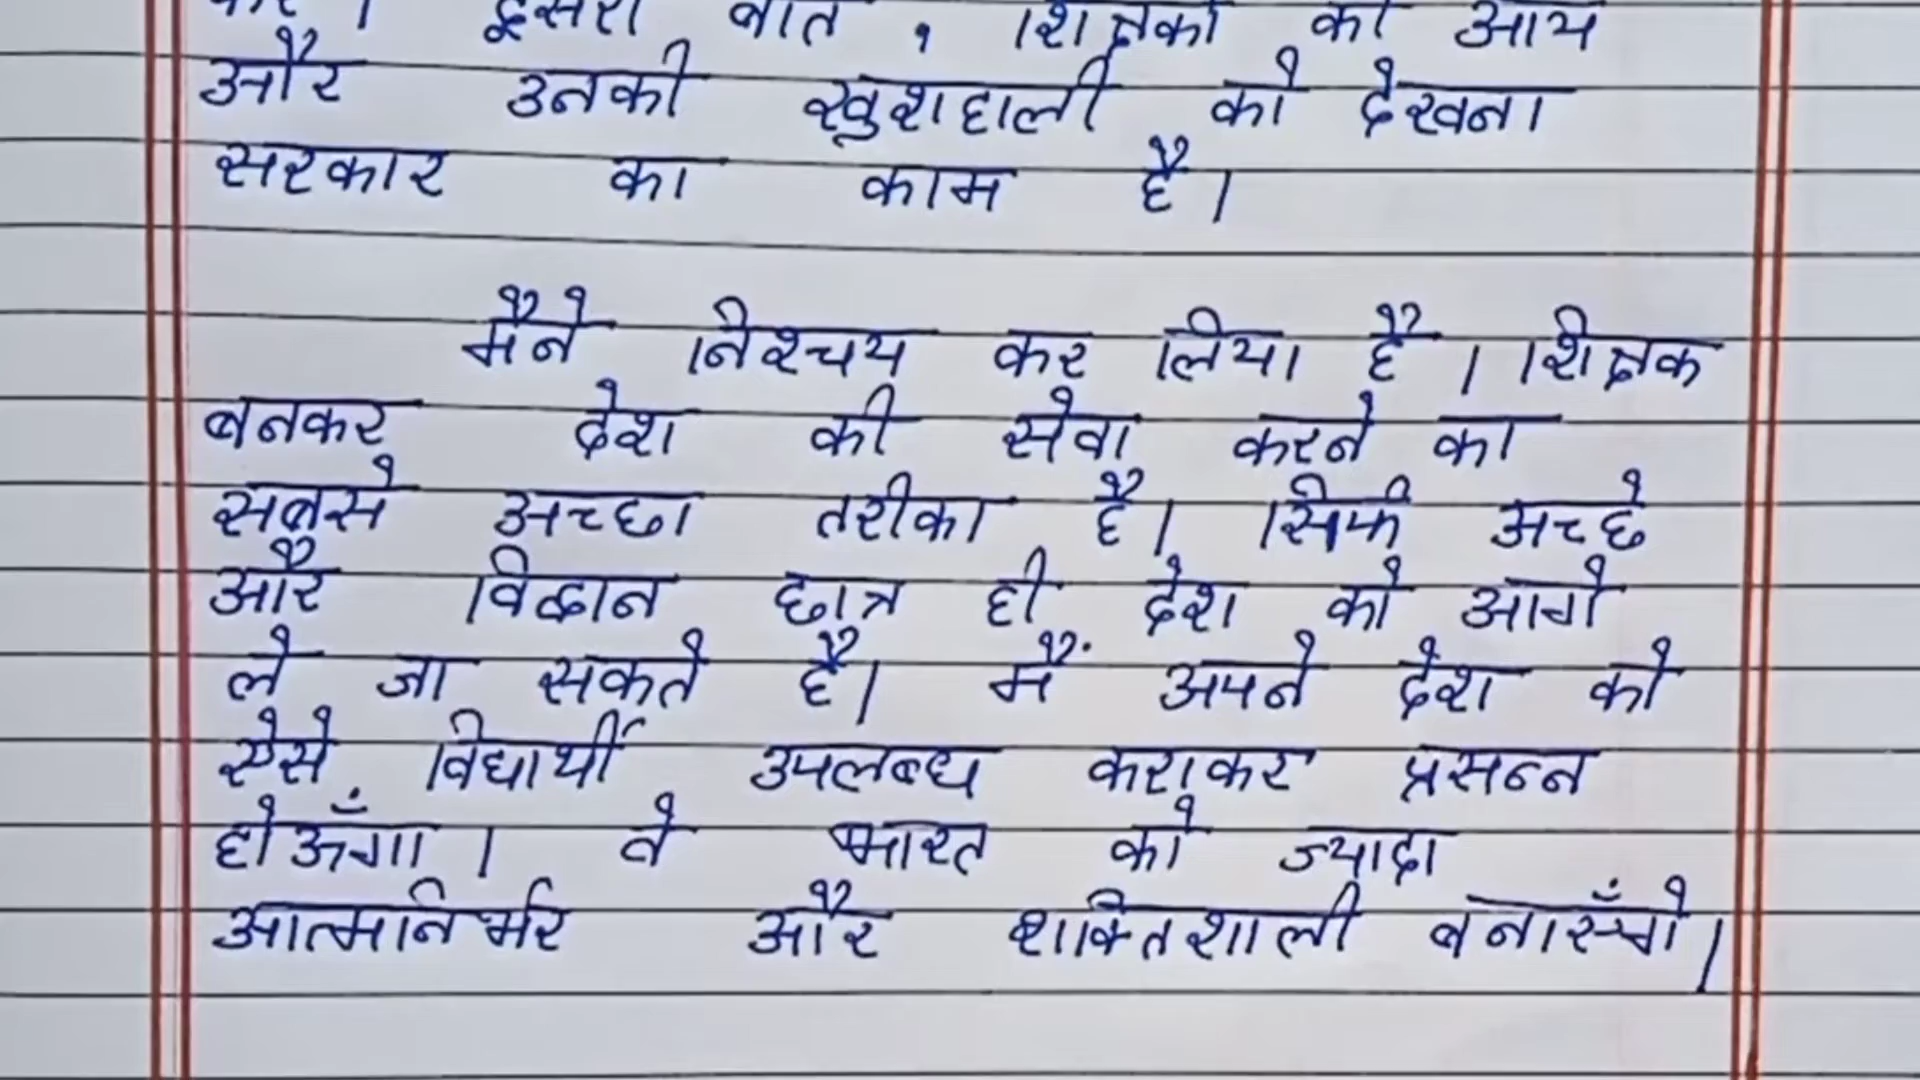 करे । दूसरी बात , शिक्षकों की आय
और उनकी खुशहाली को देखना
सरकार का काम है।
मैने निश्चय कर लिया है । शिक्षक
बनकर देश की सेवा करने का
सबसे अच्छा तरीका है। सिर्फ अच्छे
और विद्वान छात्र ही देश को आगे
ले जा सकते है। मैं अपने देश को
ऐसे विद्यार्थी उपलब्ध कराकर प्रसन्न
होऊँगा । वे भारत को ज्यादा
आत्मनिर्भर और शक्तिशाली बनाएँगे।